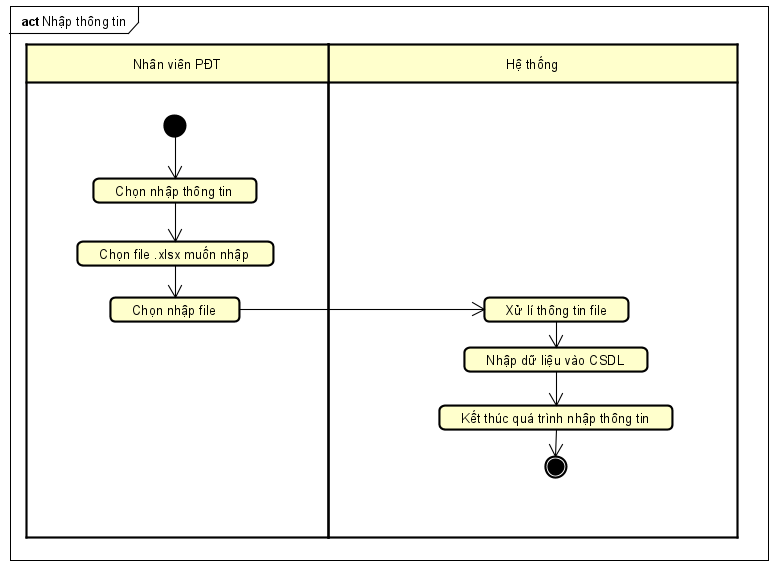 act Nhập thông tin
Nhân viên PĐT
Hệ thống
Chọn nhập thông tin
Chọn file .xlsx muốn nhập
Chọn nhập file
Xử lí thông tin file
Nhập dữ liệu vào CSDL
Kết thúc quá trình nhập thông tin